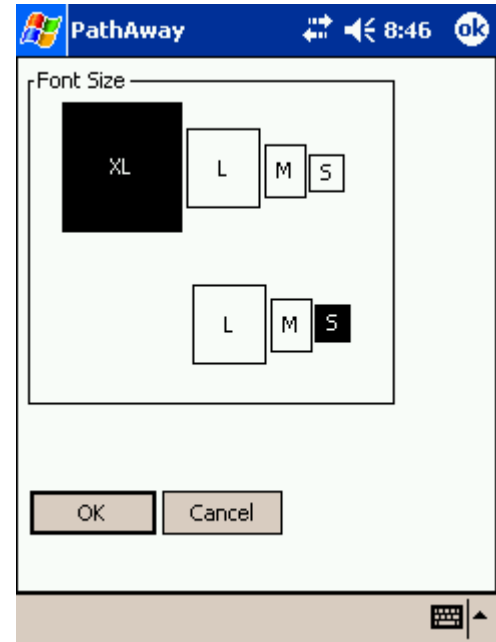 PathAway 8:46 ok
Font Size
XL L M S
L M S
OK Cancel